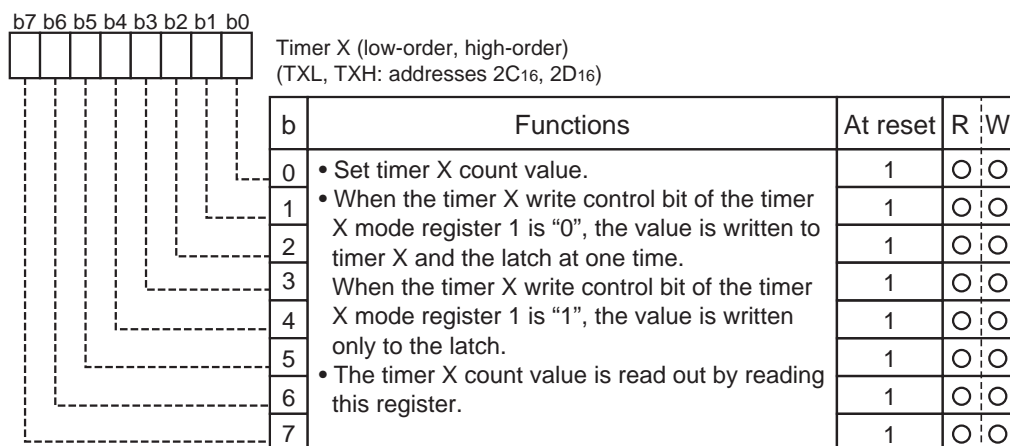 b7 b6 b5 b4 b3 b2 b1 b0
Timer X (low-order, high-order)
(TXL, TXH: addresses 2C16, 2D16)
b Functions At reset R W
0 • Set timer X count value. 1 O O
1 • When the timer X write control bit of the timer 1 O O
X mode register 1 is “0”, the value is written to
2 timer X and the latch at one time. 1 O O
3 When the timer X write control bit of the timer 1 O O
4 X mode register 1 is “1”, the value is written 1 O O
only to the latch.
5 • The timer X count value is read out by reading 1 O O
6 this register. 1 O O
7 1 O O